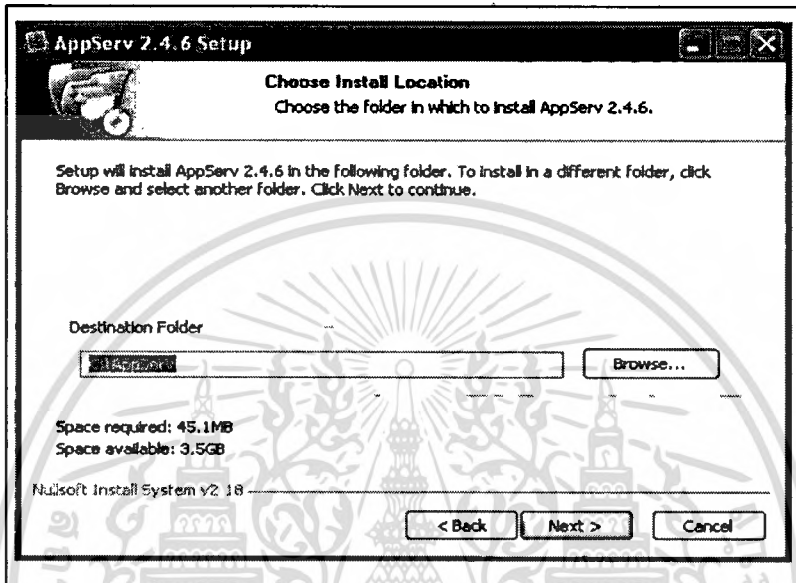 AppServ 2.4.6 Setup
Choose Install Location
Choose the folder in which to install AppServ 2.4.6.
Setup will install AppServ 2.4.6 in the following folder. To install in a different folder, click
Browse and select another folder. Click Next to continue.
Destination Folder
Browse...
Space required: 45.1MB
Space available: 3.5GB
Nullsoft Install System v2.18
< Back
Next >
Cancel